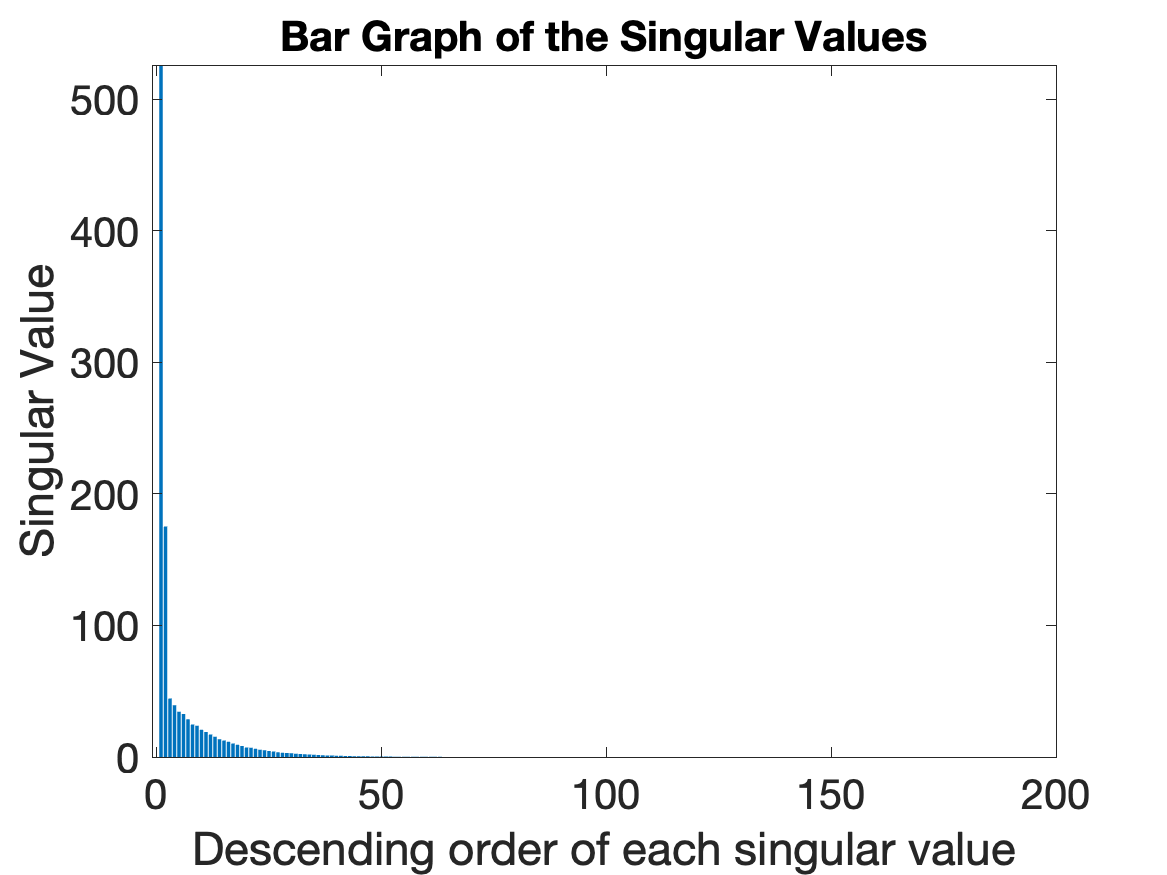 Bar Graph of the Singular Values
500
400
300
200
100
0
Singular Value
0 50 100 150 200
Descending order of each singular value